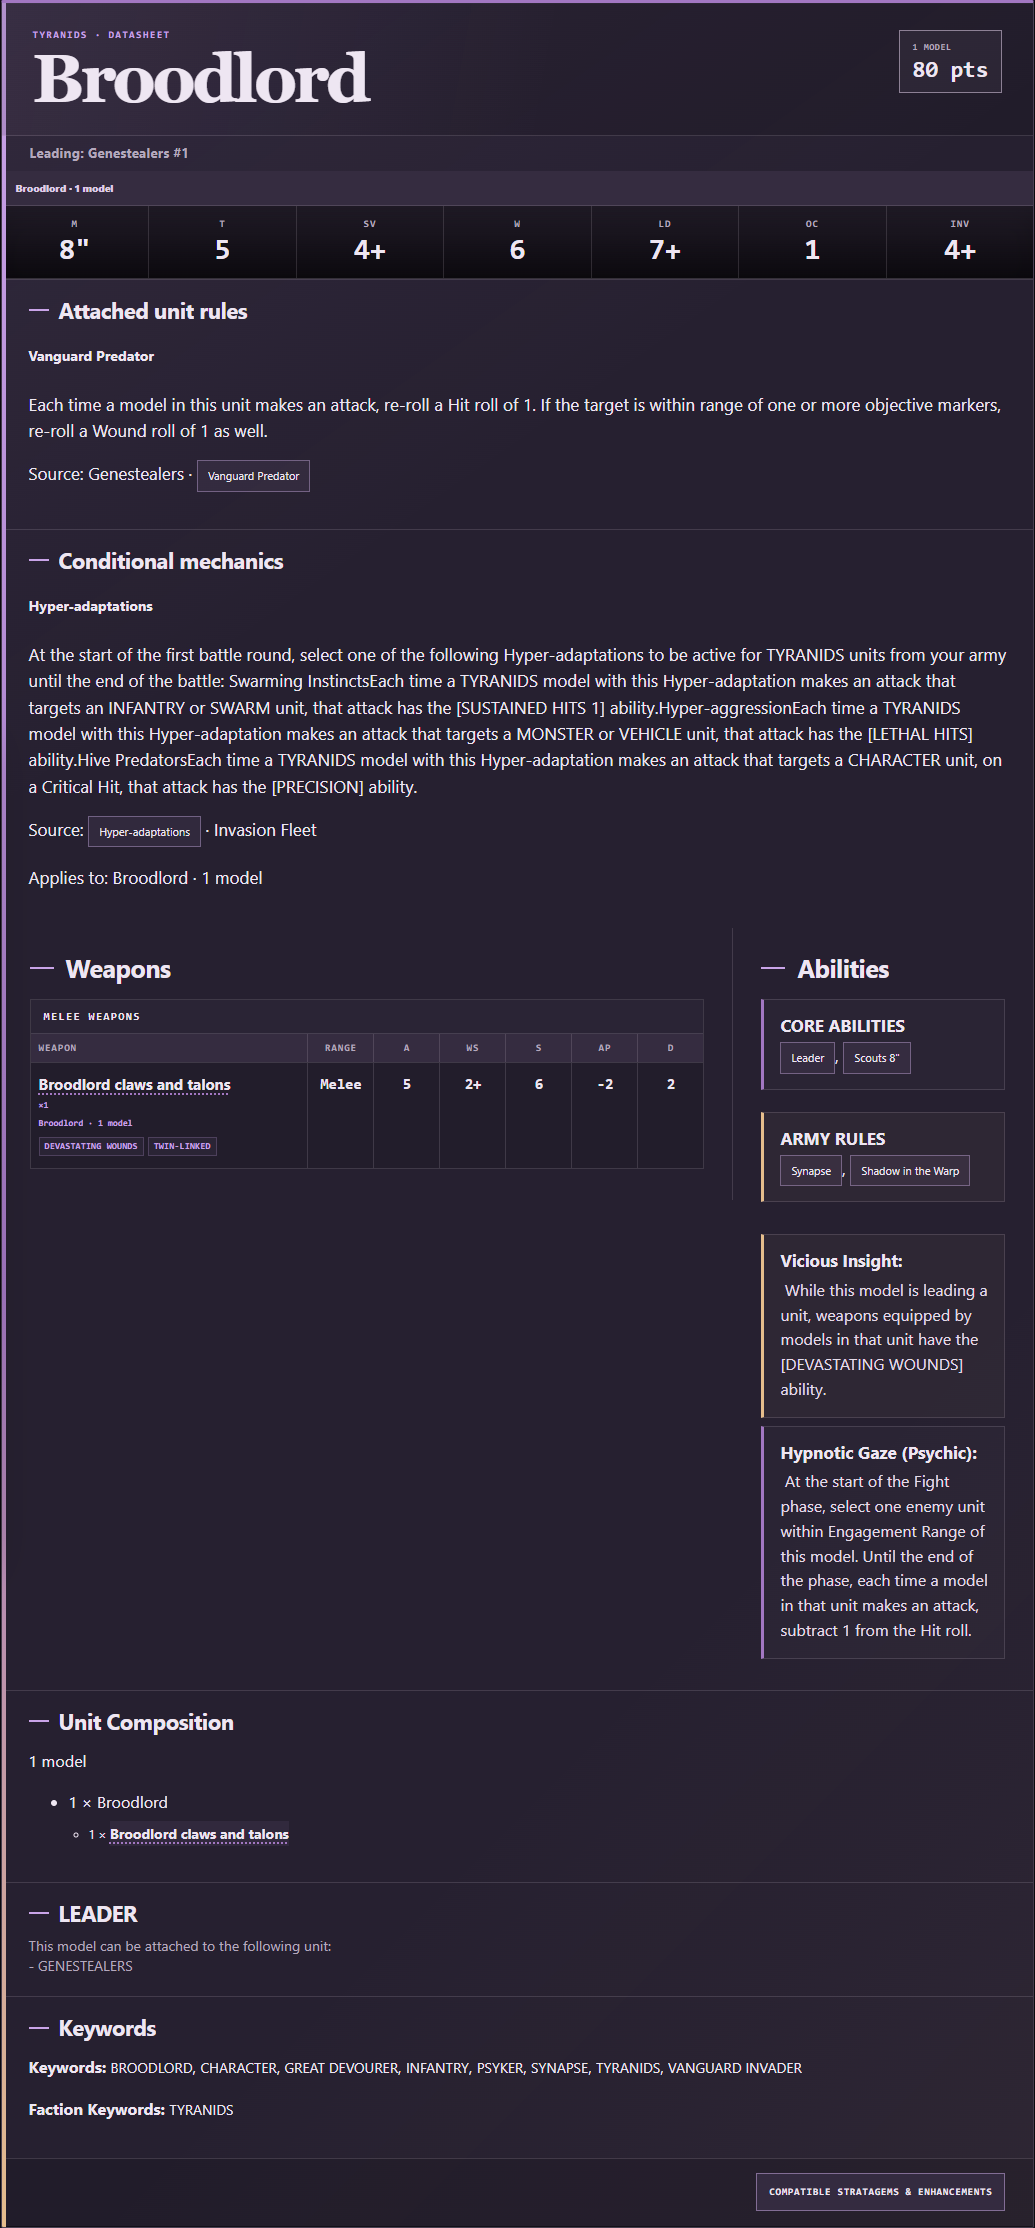 TYRANIDS · DATASHEET
Broodlord
1 MODEL
80 pts
Leading: Genestealers #1
Broodlord · 1 model
M T SV W LD OC INV
8" 5 4+ 6 7+ 1 4+
Attached unit rules
Vanguard Predator
Each time a model in this unit makes an attack, re-roll a Hit roll of 1. If the target is within range of one or more objective markers,
re-roll a Wound roll of 1 as well.
Source: Genestealers · Vanguard Predator
Conditional mechanics
Hyper-adaptations
At the start of the first battle round, select one of the following Hyper-adaptations to be active for TYRANIDS units from your army
until the end of the battle: Swarming InstinctsEach time a TYRANIDS model with this Hyper-adaptation makes an attack that
targets an INFANTRY or SWARM unit, that attack has the [SUSTAINED HITS 1] ability.Hyper-aggressionEach time a TYRANIDS
model with this Hyper-adaptation makes an attack that targets a MONSTER or VEHICLE unit, that attack has the [LETHAL HITS]
ability.Hive PredatorsEach time a TYRANIDS model with this Hyper-adaptation makes an attack that targets a CHARACTER unit, on
a Critical Hit, that attack has the [PRECISION] ability.
Source: Hyper-adaptations · Invasion Fleet
Applies to: Broodlord · 1 model
Weapons
MELEE WEAPONS
WEAPON RANGE A WS S AP D
Broodlord claws and talons Melee 5 2+ 6 -2 2
×1
Broodlord · 1 model
DEVASTATING WOUNDS TWIN-LINKED
Abilities
CORE ABILITIES
Leader, Scouts 8"
ARMY RULES
Synapse, Shadow in the Warp
Vicious Insight:
While this model is leading a
unit, weapons equipped by
models in that unit have the
[DEVASTATING WOUNDS]
ability.
Hypnotic Gaze (Psychic):
At the start of the Fight
phase, select one enemy unit
within Engagement Range of
this model. Until the end of
the phase, each time a model
in that unit makes an attack,
subtract 1 from the Hit roll.
Unit Composition
1 model
• 1 × Broodlord
◦ 1 × Broodlord claws and talons
LEADER
This model can be attached to the following unit:
- GENESTEALERS
Keywords
Keywords: BROODLORD, CHARACTER, GREAT DEVOURER, INFANTRY, PSYKER, SYNAPSE, TYRANIDS, VANGUARD INVADER
Faction Keywords: TYRANIDS
COMPATIBLE STRATAGEMS & ENHANCEMENTS